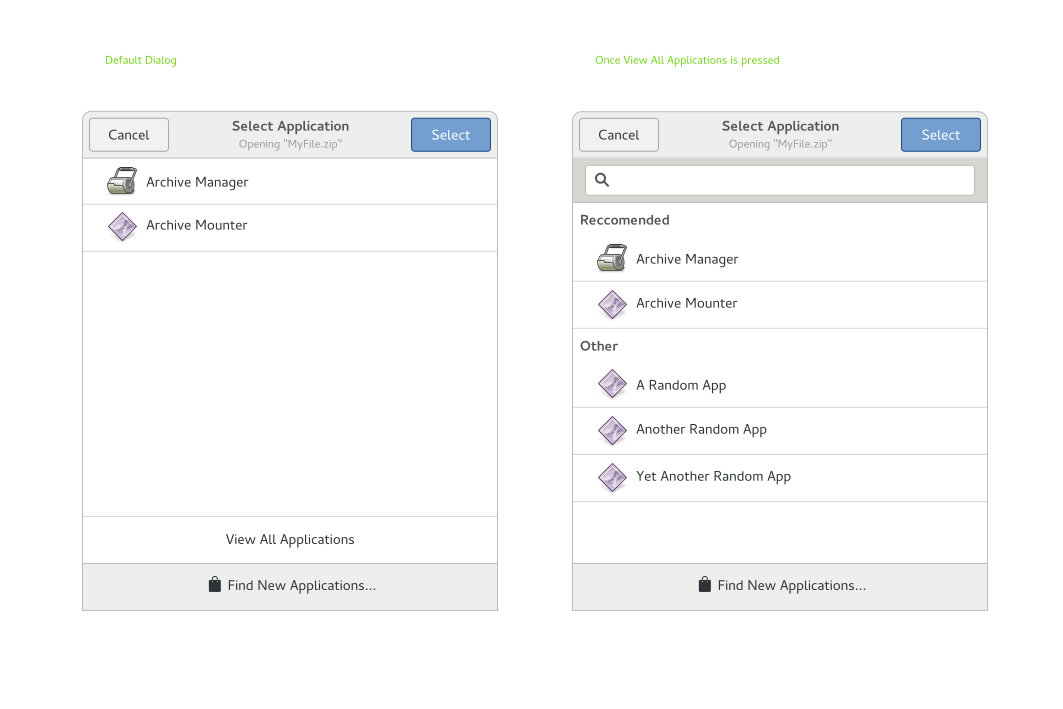 Default Dialog
Cancel
Select Application
Opening "MyFile.zip"
Select
Archive Manager
Archive Mounter
View All Applications
Find New Applications...
Once View All Applications is pressed
Cancel
Select Application
Opening "MyFile.zip"
Select
Reccomended
Archive Manager
Archive Mounter
Other
A Random App
Another Random App
Yet Another Random App
Find New Applications...